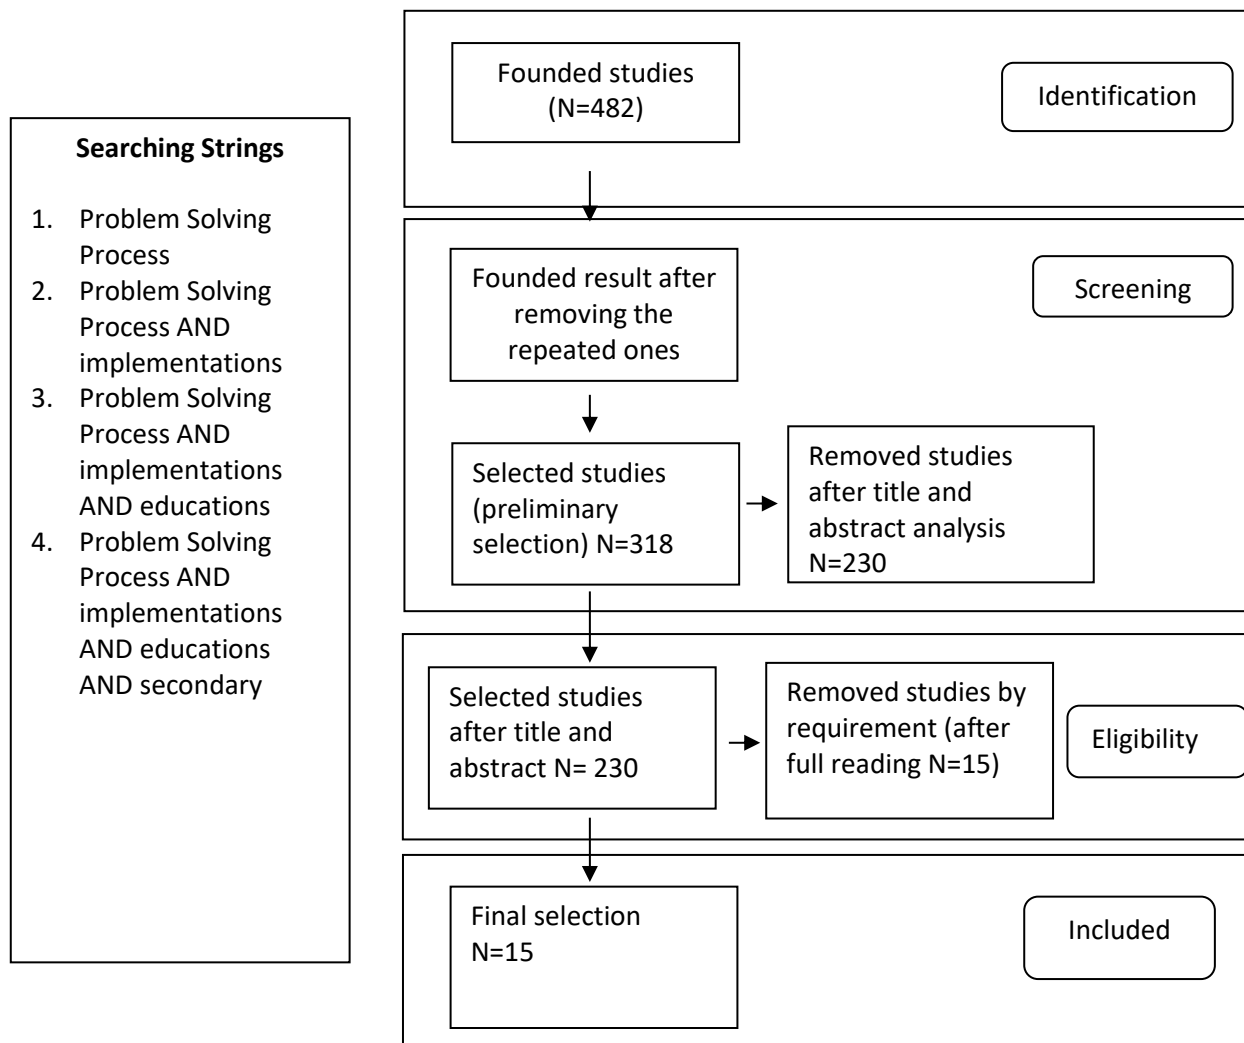 Searching Strings
1. Problem Solving
Process
2. Problem Solving
Process AND
implementations
3. Problem Solving
Process AND
implementations
AND educations
4. Problem Solving
Process AND
implementations
AND educations
AND secondary
Founded studies
(N=482)
Identification
Founded result after
removing the
repeated ones
Screening
Selected studies
(preliminary
selection) N=318
Removed studies
after title and
abstract analysis
N=230
Selected studies
after title and
abstract N= 230
Removed studies by
requirement (after
full reading N=15)
Eligibility
Final selection
N=15
Included